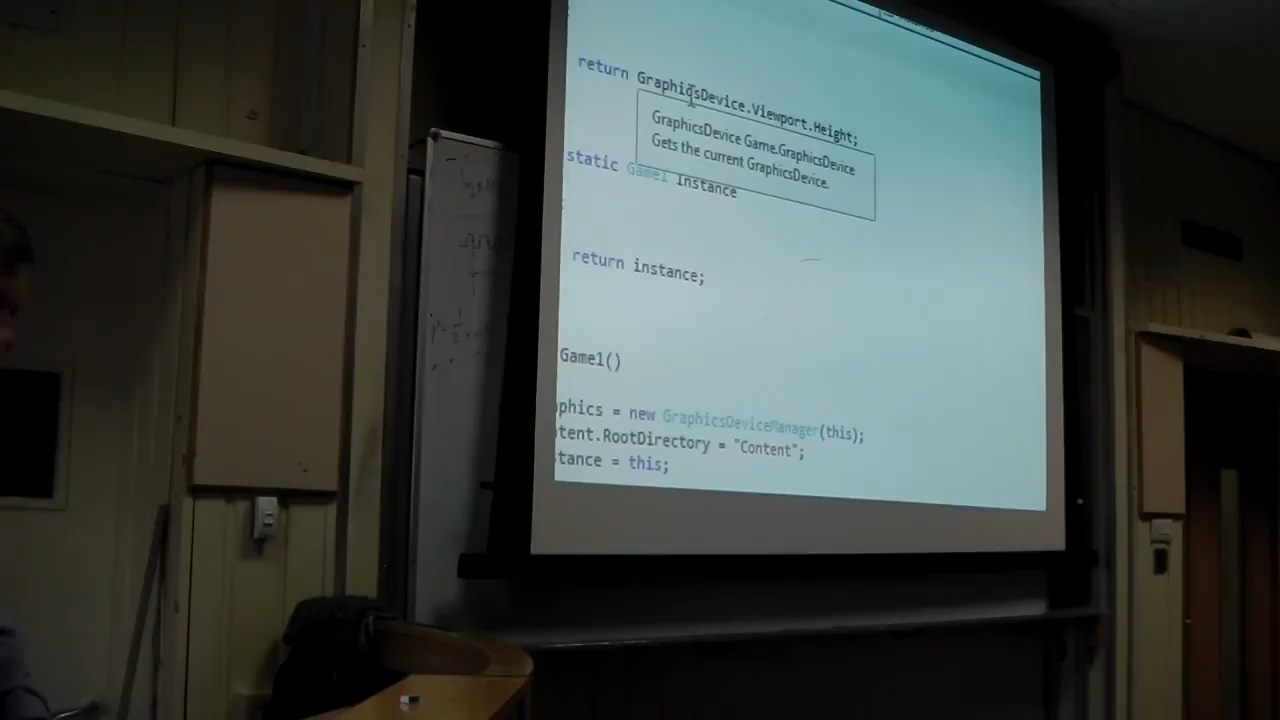 return GraphicsDevice.Viewport.Height;
GraphicsDevice Game.GraphicsDevice
Gets the current GraphicsDevice.
static Game1 Instance
return instance;
Game1()
phics = new GraphicsDeviceManager(this);
tent.RootDirectory = "Content";
stance = this;